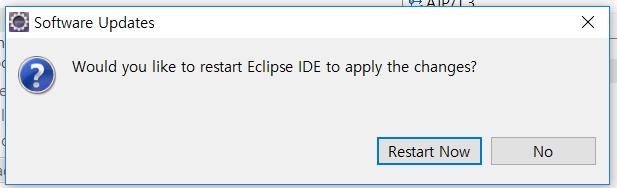 Software Updates
Would you like to restart Eclipse IDE to apply the changes?
Restart Now
No